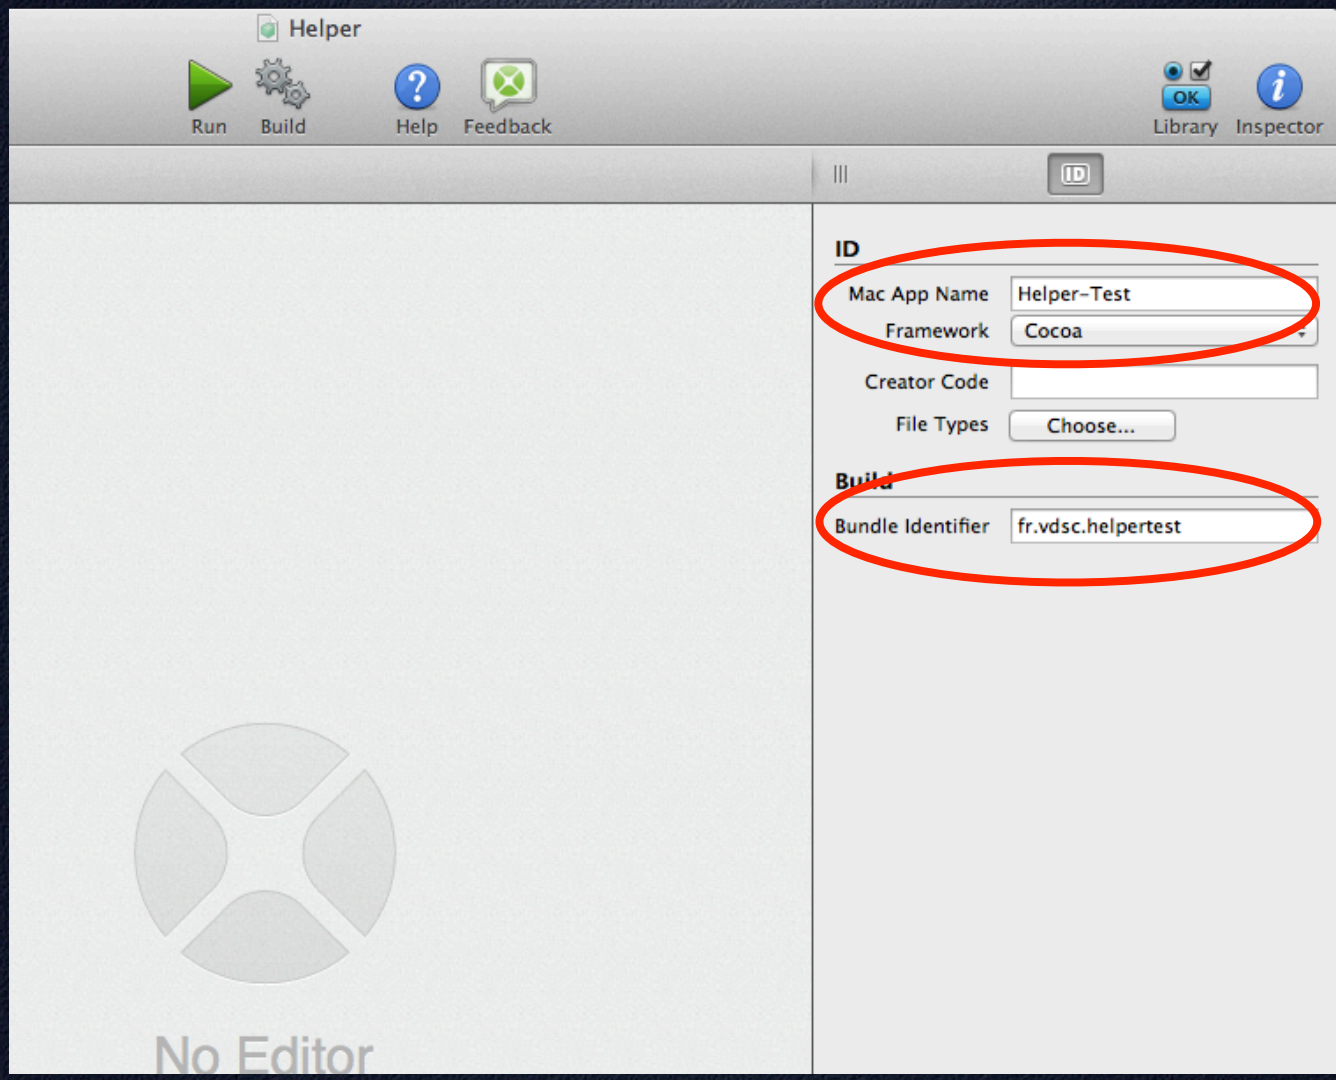 Helper
Run Build Help Feedback
OK
Library Inspector
ID
ID
Mac App Name Helper-Test
Framework Cocoa
Creator Code
File Types Choose...
Build
Bundle Identifier fr.vdsc.helpertest
No Editor